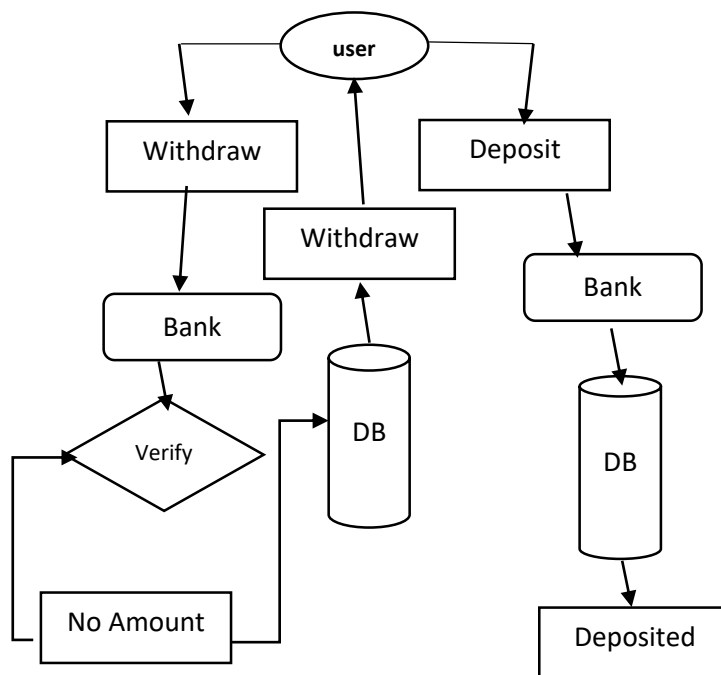 user
Withdraw
Deposit
Withdraw
Bank
Bank
Verify
DB
DB
No Amount
Deposited